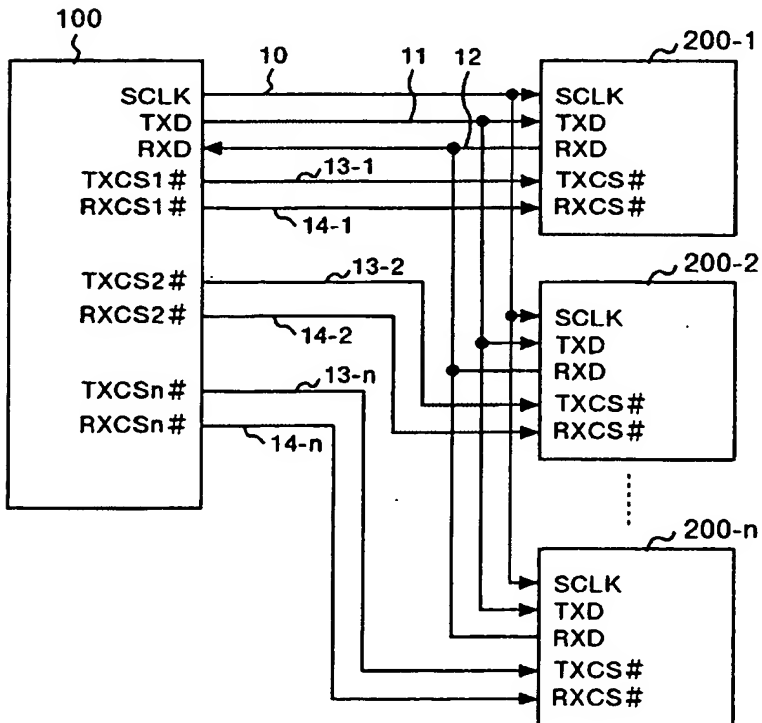 100
SCLK
TXD
RXD
TXCS1#
RXCS1#
TXCS2#
RXCS2#
TXCSn#
RXCSn#
10
11
12
13-1
14-1
13-2
14-2
13-n
14-n
200-1
SCLK
TXD
RXD
TXCS#
RXCS#
200-2
SCLK
TXD
RXD
TXCS#
RXCS#
200-n
SCLK
TXD
RXD
TXCS#
RXCS#